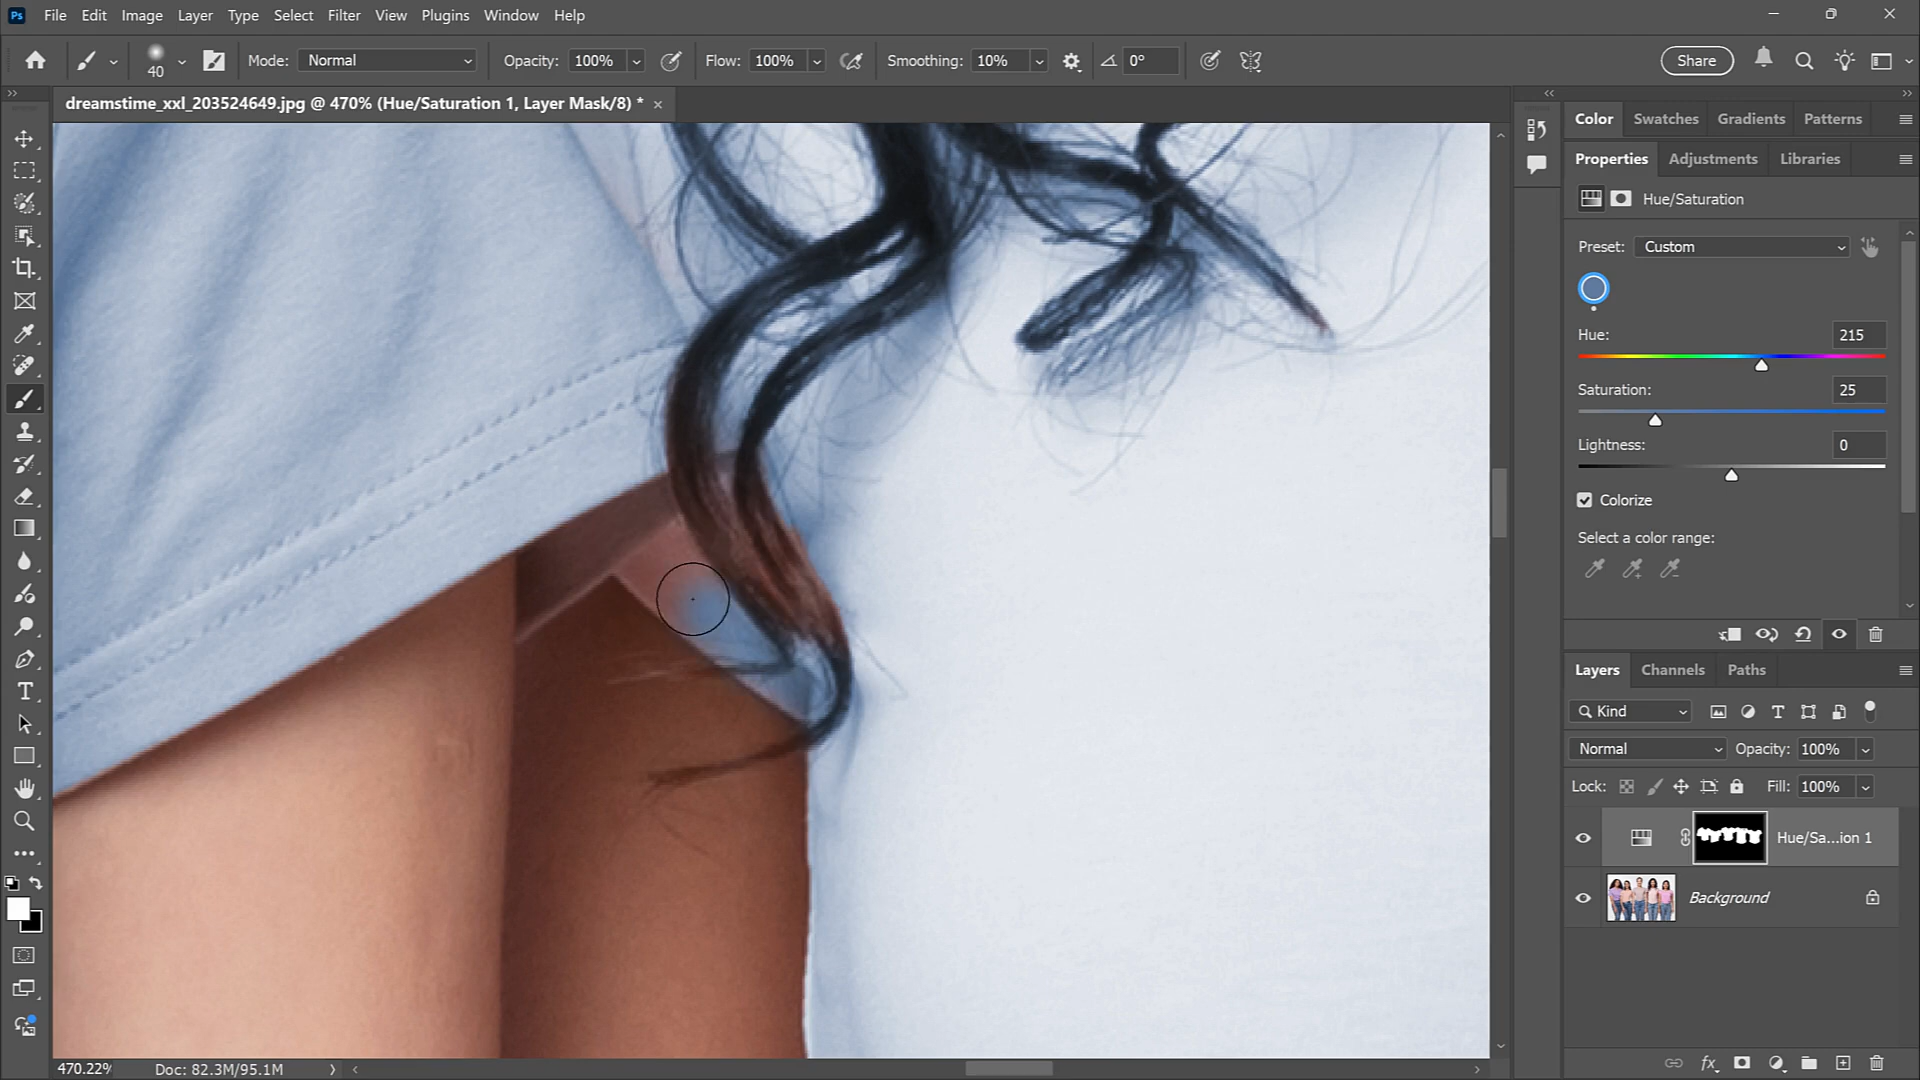 Ps File Edit Image Layer Type Select Filter View Plugins Window Help
40 Mode: Normal Opacity: 100% Flow: 100% Smoothing: 10% 0° Share
dreamstime_xxl_203524649.jpg @ 470% (Hue/Saturation 1, Layer Mask/8) *
Color Swatches Gradients Patterns
Properties Adjustments Libraries
Hue/Saturation
Preset: Custom
Hue: 215
Saturation: 25
Lightness: 0
Colorize
Select a color range:
Layers Channels Paths
Kind
Normal Opacity: 100%
Lock: Fill: 100%
Hue/Sa...ion 1
Background
470.22% Doc: 82.3M/95.1M
fx